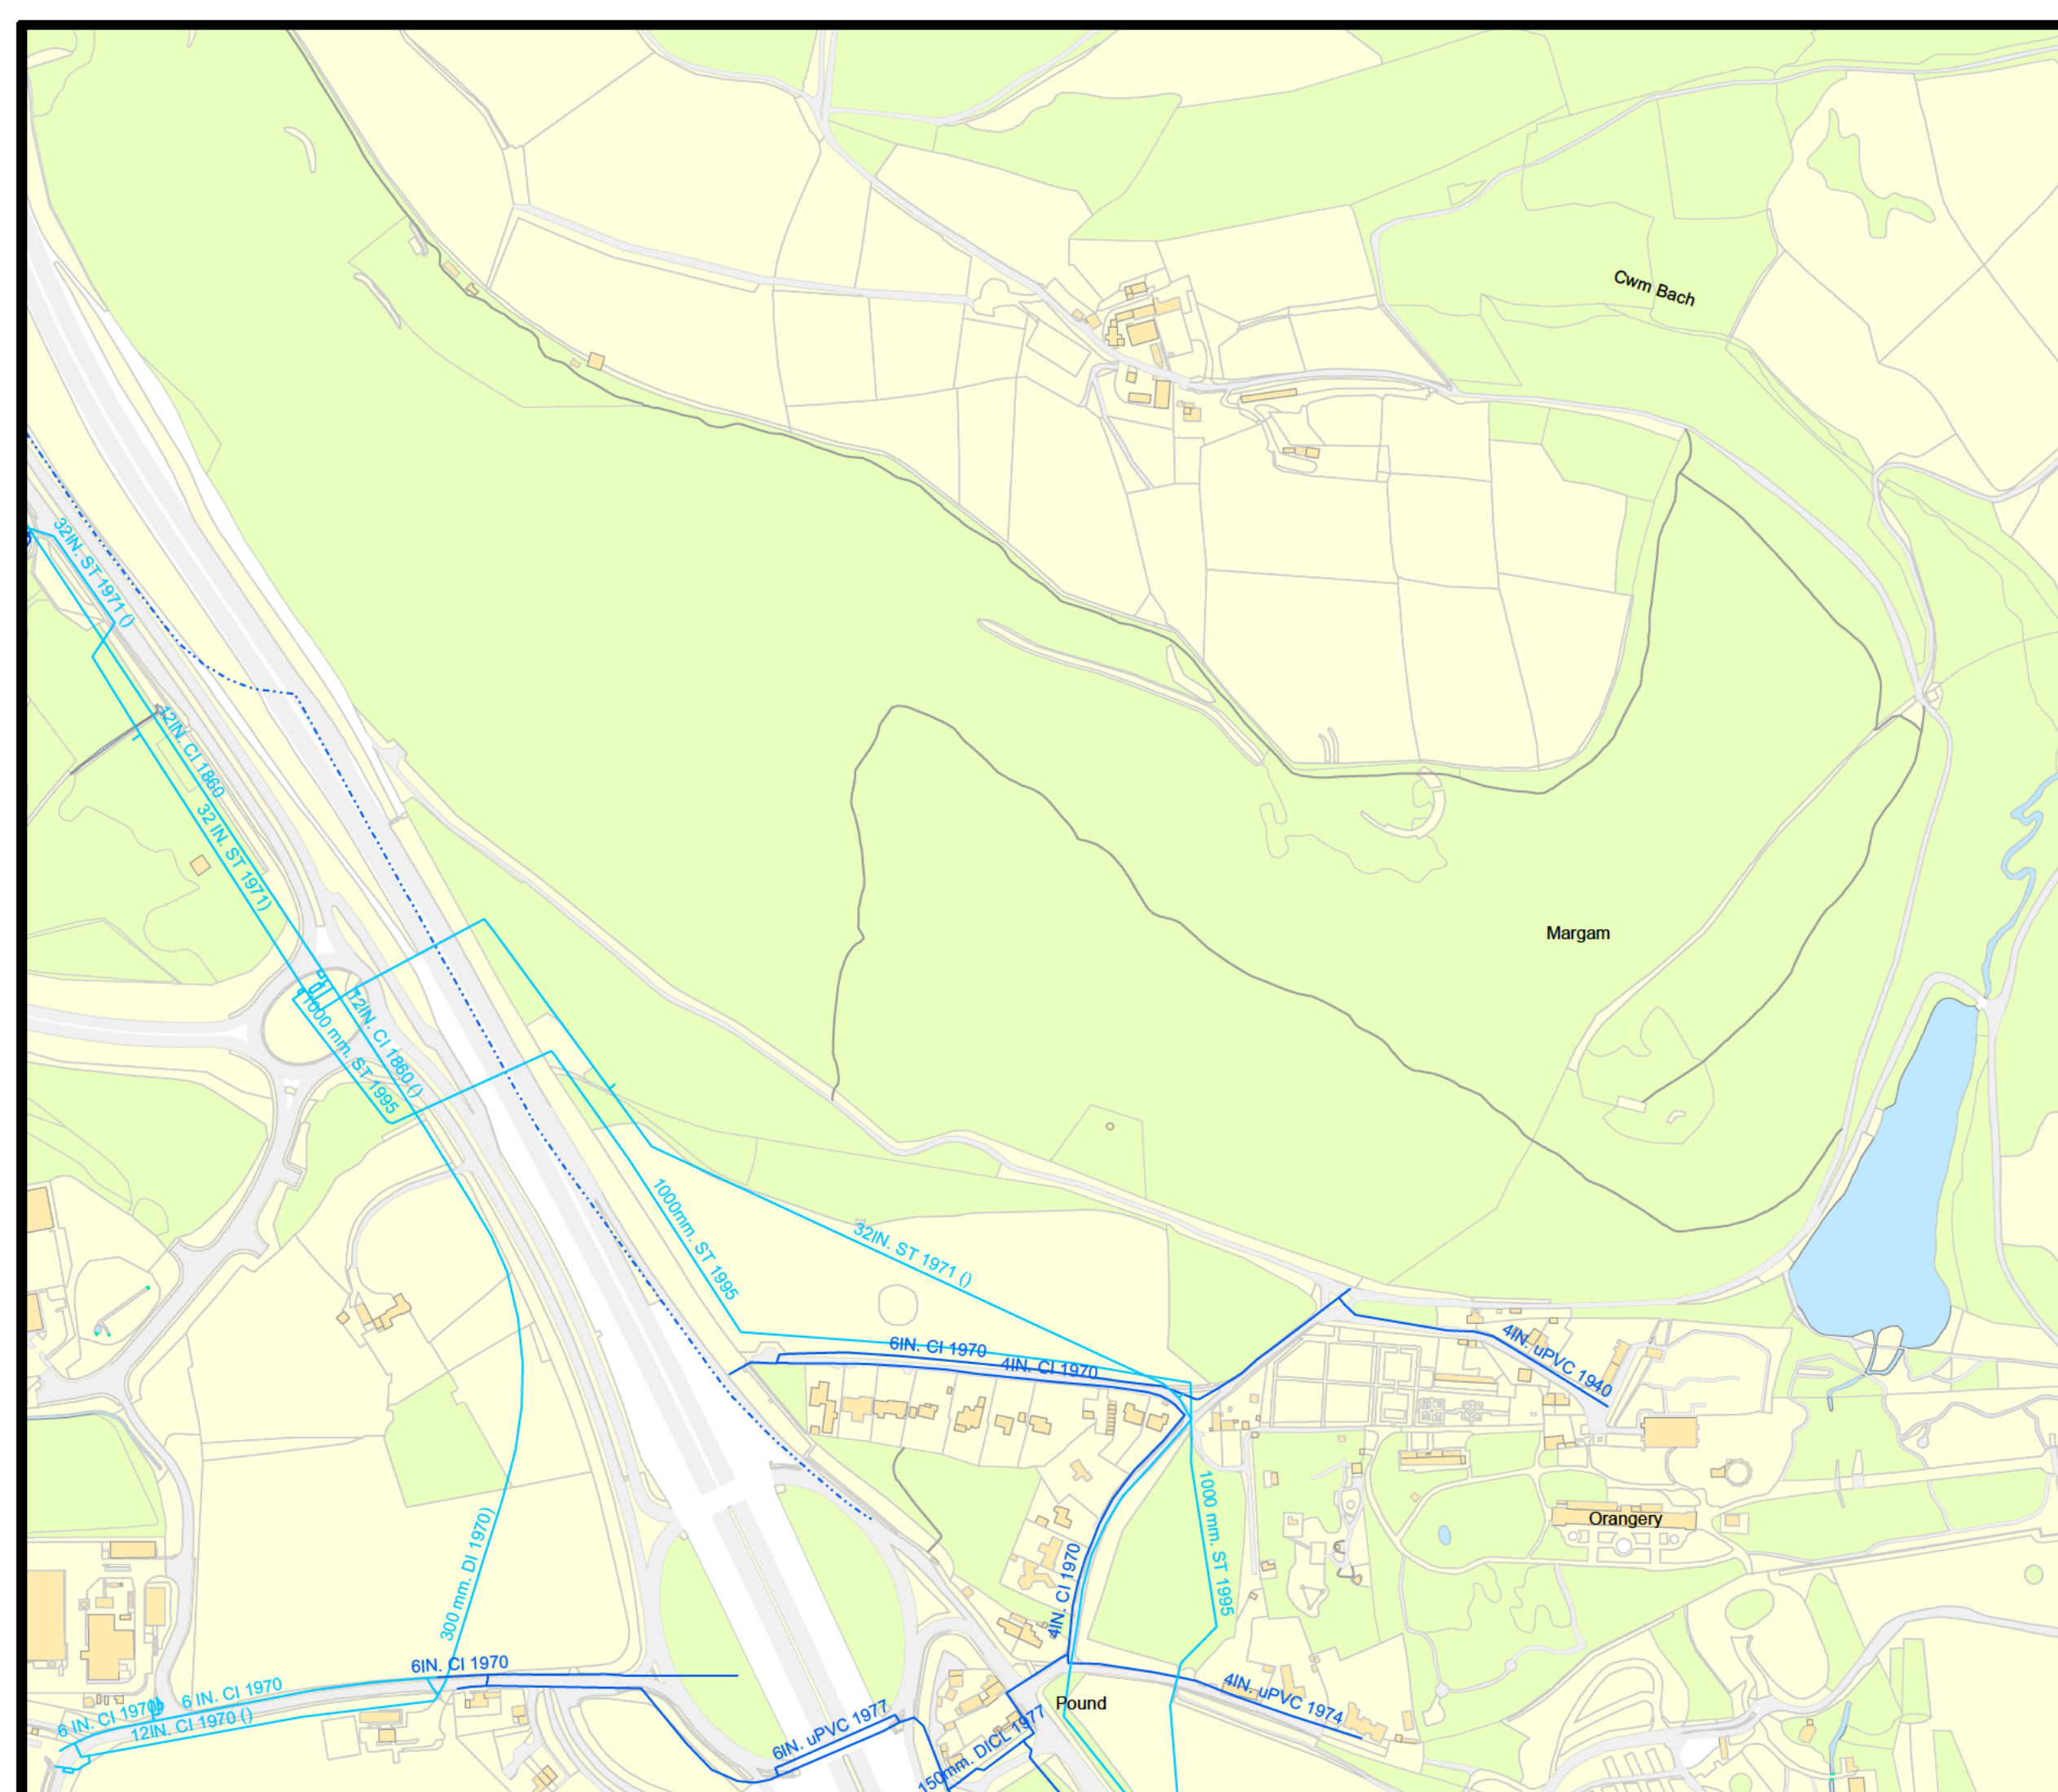 Cwm Bach
32IN. ST 1971 ()
12IN. CI 1860
32 IN. ST 1971)
Margam
1000 mm. ST 1995
12IN. CI 1860 ()
1000mm. ST 1995
32IN. ST 1971 ()
6IN. CI 1970
4IN. CI 1970
4IN. uPVC 1940
1000 mm. ST 1995
Orangery
300 mm. DI 1970)
4IN. CI 1970
6IN. CI 1970
6 IN. CI 1970
6 IN. CI 1970)
12IN. CI 1970 ()
4IN. uPVC 1974
Pound
6IN. uPVC 1977
150mm. DICL 1977